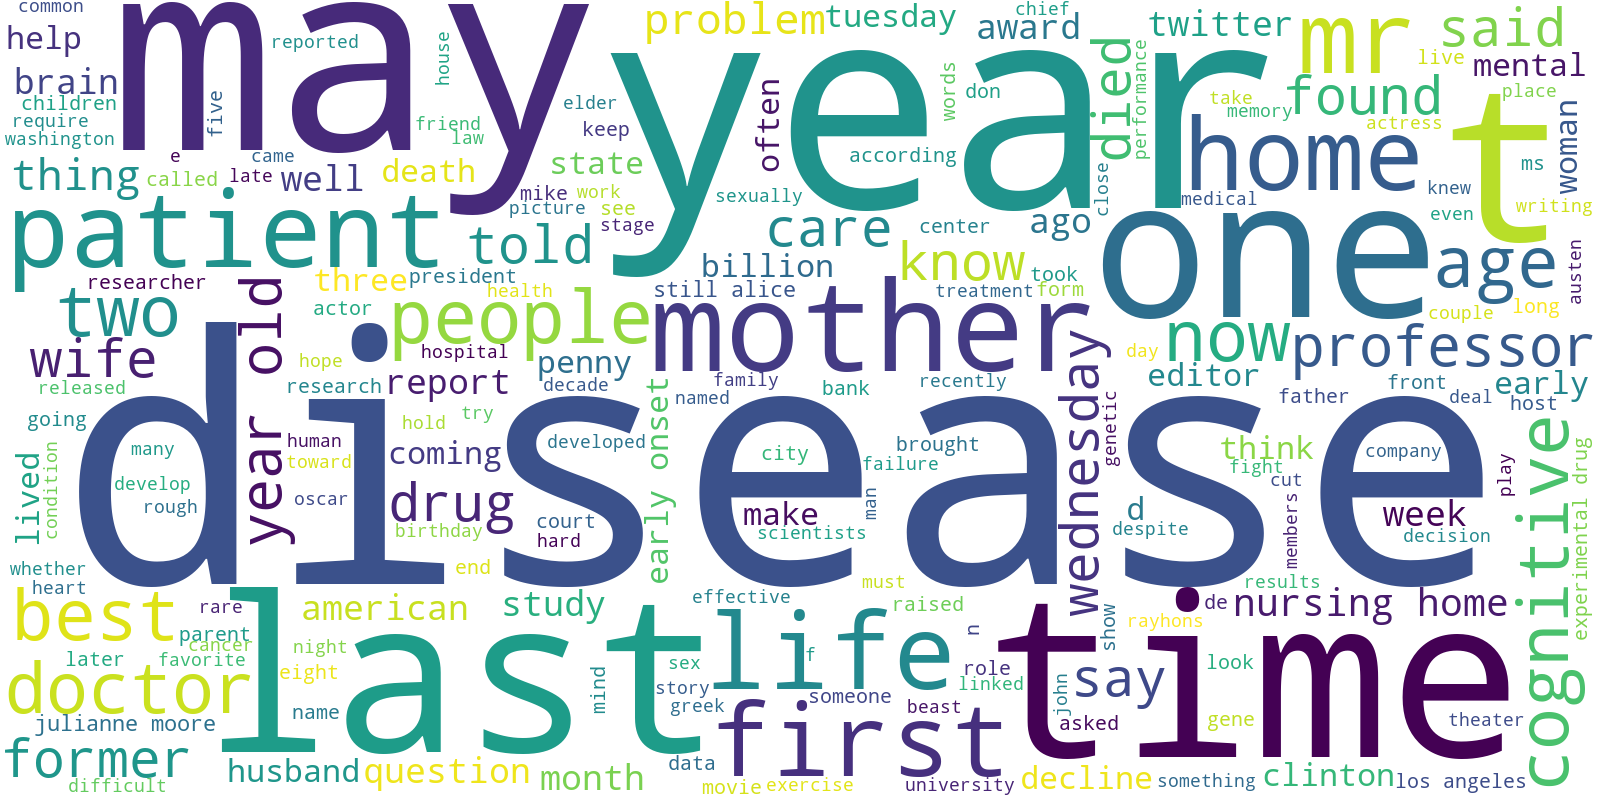 common
help
brain
children
require
washington
thing
called
e
came
late
well
reported
five
may
house
friend
law
death
problem
tuesday
award
chief
twitter
mr
said
live
mental
elder
keep
often
state
mike
work
picture
see
stage
year
words
don
according
sexually
died
performance
take
memory
found
actress
place
t
home
woman
ms
knew
even
writing
medical
close
ago
center
care
patient
told
billion
know
took
one
age
austen
researcher
three
president
health
actor
people
still alice
mother
treatment
form
couple
long
two
wife
year old
hope
hospital
report
penny
now
professor
day
editor
early
released
research
decade
family
named
bank
recently
wednesday
genetic
father
front
deal
host
going
hold
try
early onset
disease
many
develop
rough
human
toward
oscar
coming
drug
birthday
developed
court
hard
city
make
scientists
man
failure
brought
d
despite
think
fight
cut
members
company
week
decision
play
lived
condition
cognitive
experimental drug
whether
heart
end
must
results
best
rare
parent
cancer
later
favorite
american
night
eight
study
effective
raised
n
time
de
nursing home
rayhons
show
doctor
last
mind
sex
story
greek
life
f
someone
role
linked
beast
john
say
asked
look
gene
theater
julianne moore
name
former
difficult
husband
question
month
data
first
movie
exercise
university
decline
something
clinton
los angeles